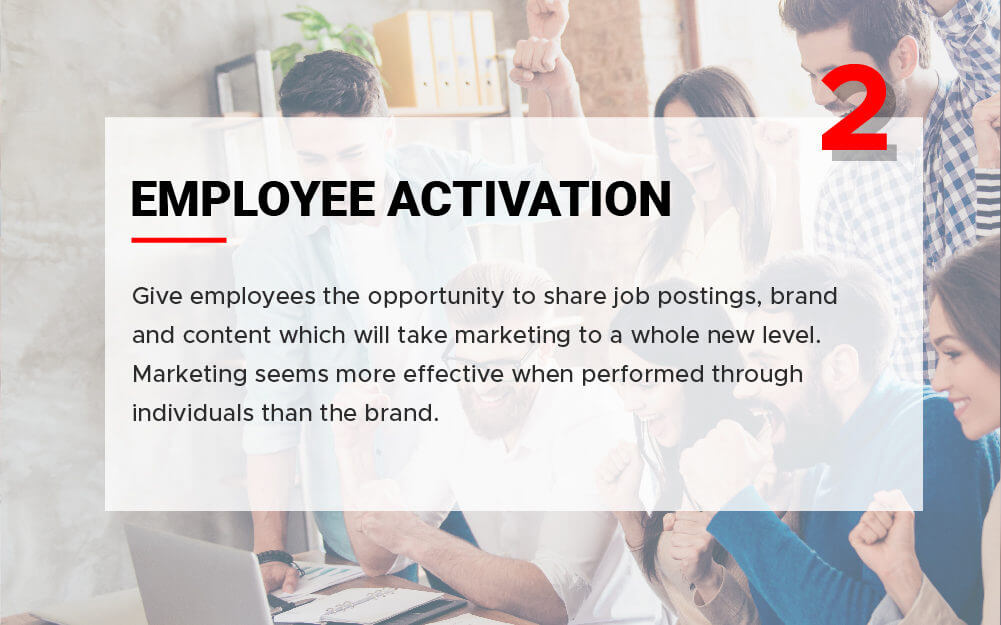 2
EMPLOYEE ACTIVATION
Give employees the opportunity to share job postings, brand
and content which will take marketing to a whole new level.
Marketing seems more effective when performed through
individuals than the brand.